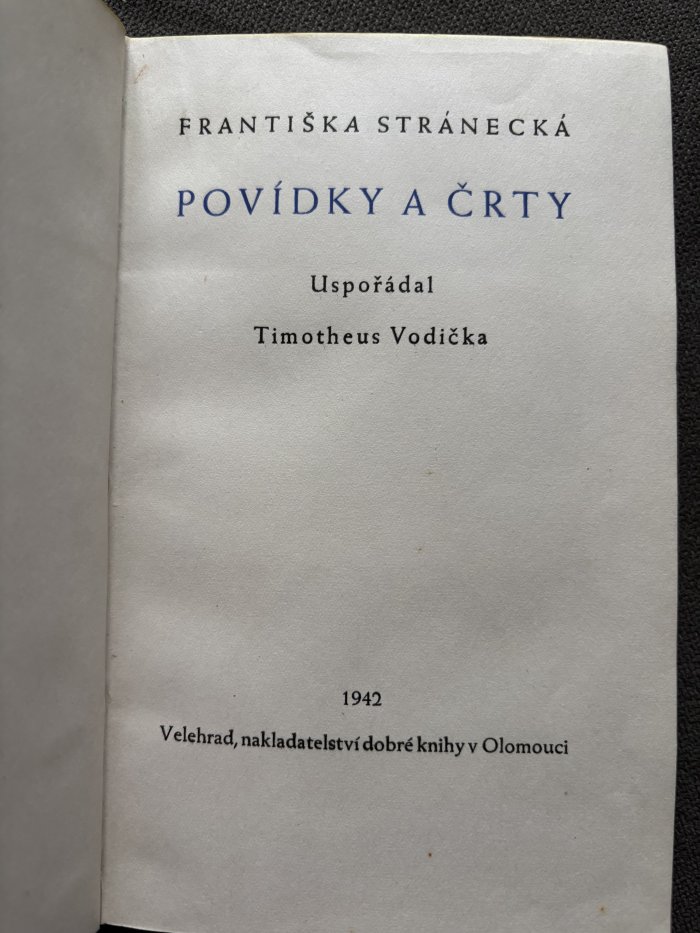 FRANTIŠKA STRÁNECKÁ
POVÍDKY A ČRTY
Uspořádal
Timotheus Vodička
1942
Velehrad, nakladatelství dobré knihy v Olomouci